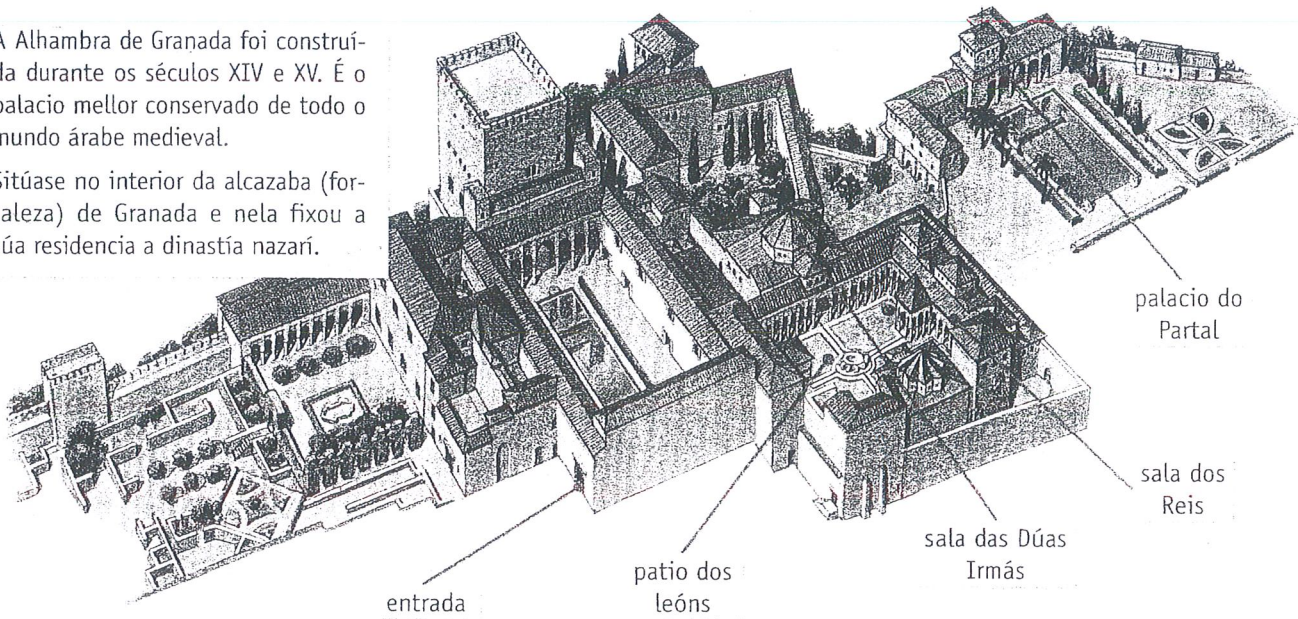 A Alhambra de Granada foi construí-
da durante os séculos XIV e XV. É o
palacio mellor conservado de todo o
mundo árabe medieval.
Sitúase no interior da alcazaba (for-
taleza) de Granada e nela fixou a
súa residencia a dinastía nazarí.
palacio do
Partal
sala dos
Reis
sala das Dúas
Irmás
patio dos
leóns
entrada